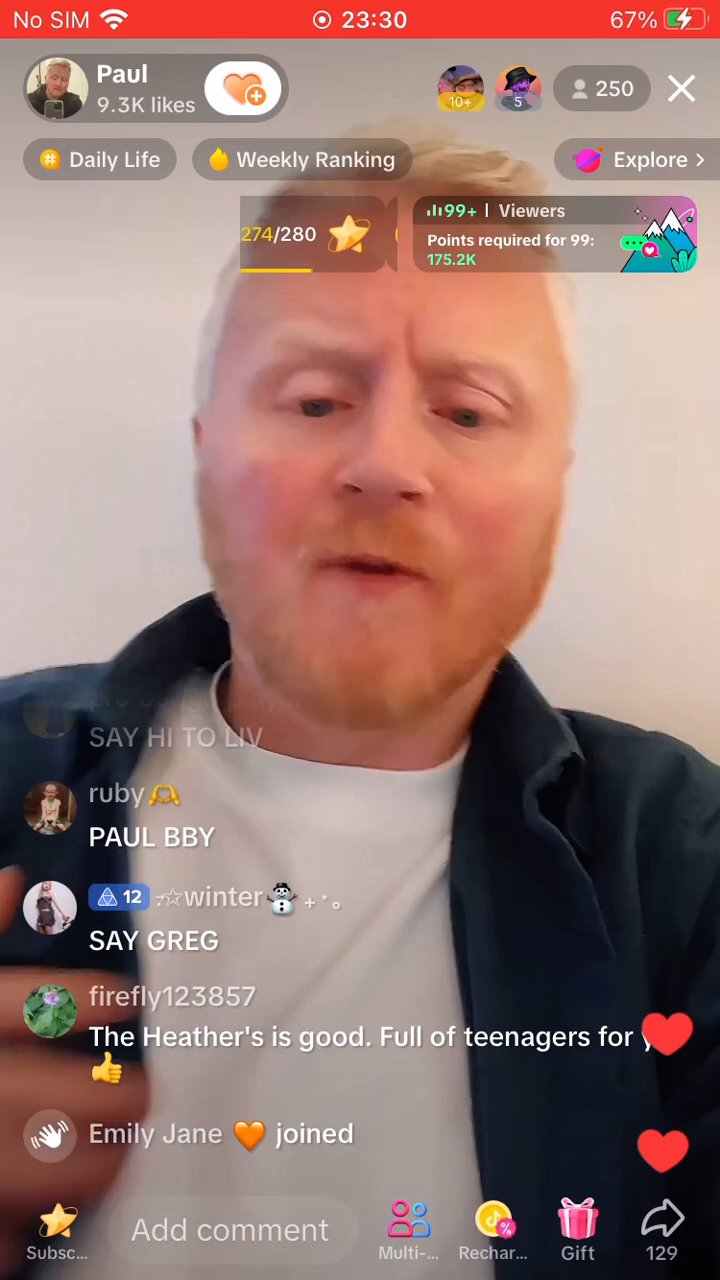 No SIM 23:30 67%
Paul
9.3K likes
10+ 5 250
Daily Life Weekly Ranking Explore >
274/280 99+ | Viewers
Points required for 99:
175.2K
SAY HI TO LIV
ruby
PAUL BBY
12 winter
SAY GREG
firefly123857
The Heather's is good. Full of teenagers for
Emily Jane 🧡 joined
Add comment
Subsc... Multi-... Rechar... Gift 129